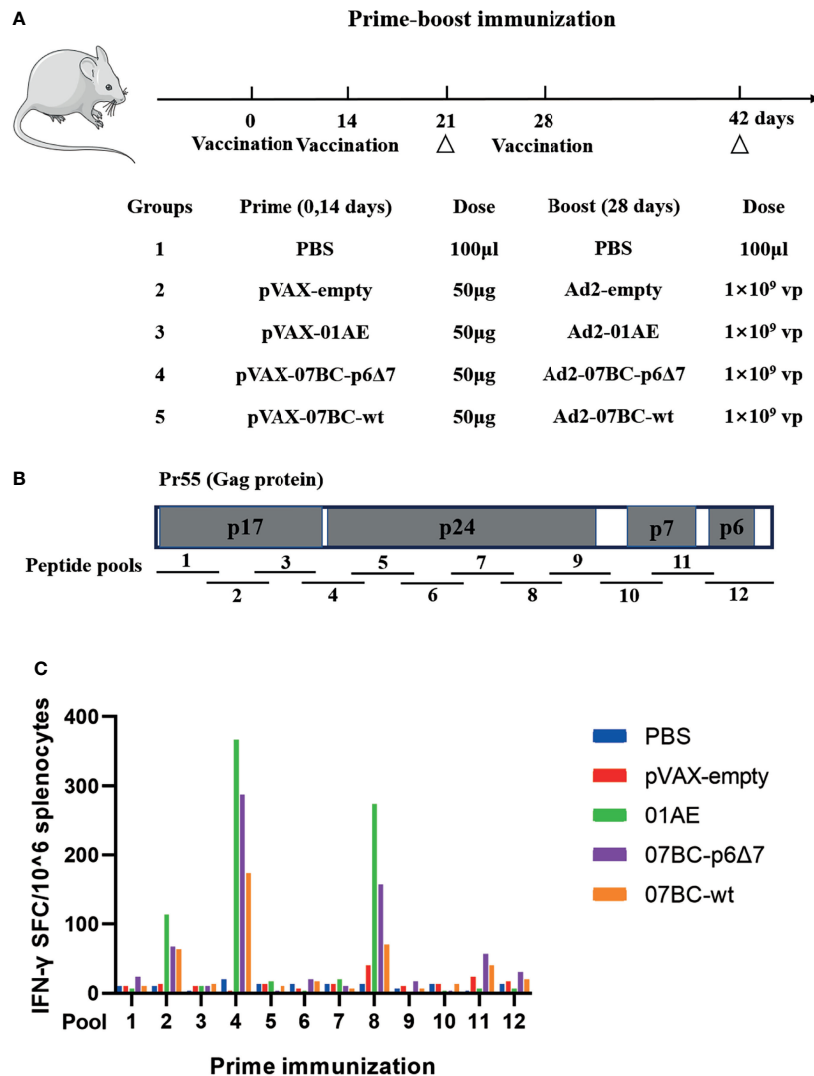 A
Prime-boost immunization
0 14 21 28 42 days
Vaccination Vaccination Vaccination
Groups Prime (0,14 days) Dose Boost (28 days) Dose
1 PBS 100μl PBS 100μl
2 pVAX-empty 50μg Ad2-empty 1×10⁹ vp
3 pVAX-01AE 50μg Ad2-01AE 1×10⁹ vp
4 pVAX-07BC-p6Δ7 50μg Ad2-07BC-p6Δ7 1×10⁹ vp
5 pVAX-07BC-wt 50μg Ad2-07BC-wt 1×10⁹ vp
B
Pr55 (Gag protein)
p17 p24 p7 p6
Peptide pools
1 3 5 7 9 11
2 4 6 8 10 12
C
IFN-γ SFC/10^6 splenocytes
400
300
200
100
0
PBS
pVAX-empty
01AE
07BC-p6Δ7
07BC-wt
Pool 1 2 3 4 5 6 7 8 9 10 11 12
Prime immunization